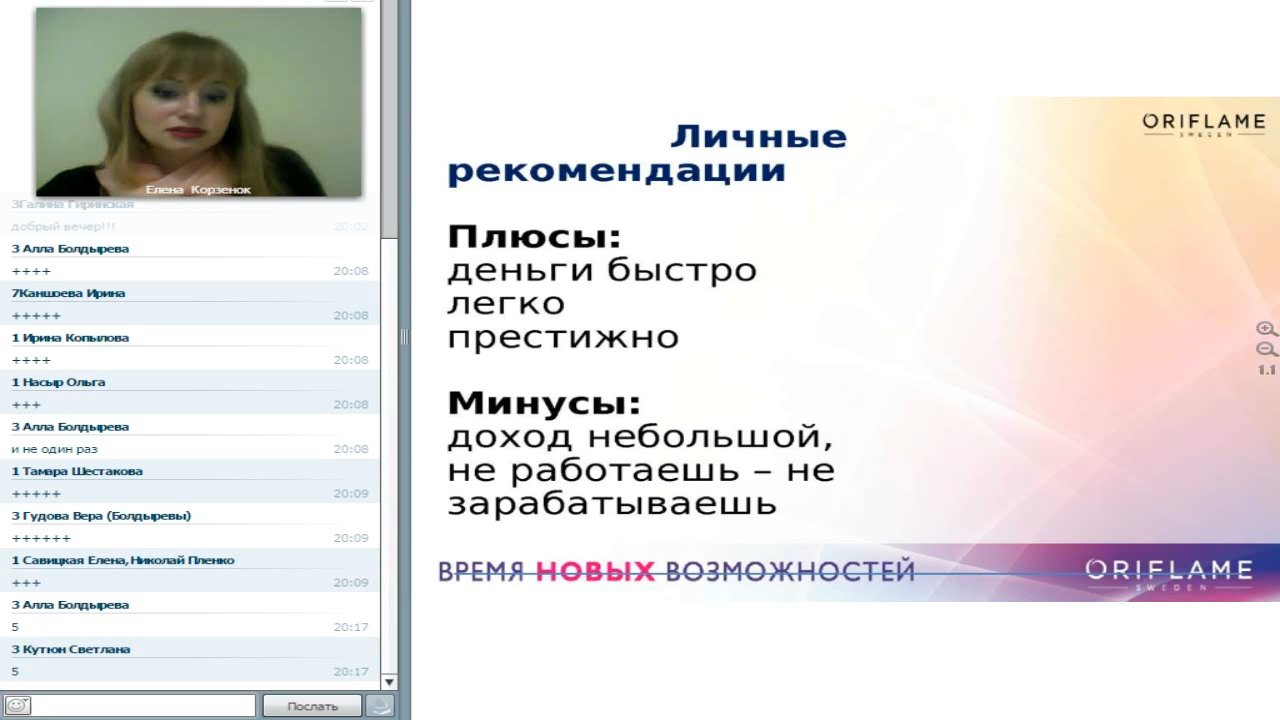 Елена Корзенок
3Галина Гиринская
добрый вечер!!! 20:02
3 Алла Болдырева
++++ 20:08
7Каншоева Ирина
+++++ 20:08
1 Ирина Копылова
++++ 20:08
1 Насыр Ольга
+++ 20:08
3 Алла Болдырева
и не один раз 20:08
1 Тамара Шестакова
+++++ 20:09
3 Гудова Вера (Болдыревы)
++++++ 20:09
1 Савицкая Елена,Николай Пленко
+++ 20:09
3 Алла Болдырева
5 20:17
3 Кутюн Светлана
5 20:17
Послать
ORIFLAME
SWEDEN
Личные
рекомендации
Плюсы:
деньги быстро
легко
престижно
Минусы:
доход небольшой,
не работаешь – не
зарабатываешь
ВРЕМЯ НОВЫХ ВОЗМОЖНОСТЕЙ
ORIFLAME
SWEDEN
1.1